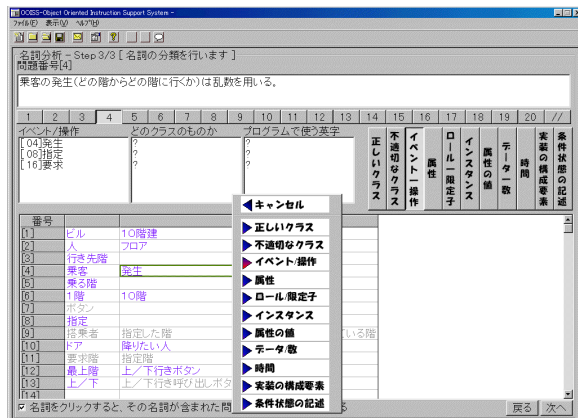 OOISS-Object Oriented Instruction Support System -
ファイル(F) 表示(V) ヘルプ(H)
名詞分析 - Step 3/3 [ 名詞の分類を行います ]
問題番号[4]
乗客の発生(どの階からどの階に行くか)は乱数を用いる。
1 2 3 4 5 6 7 8 9 10 11 12 13 14 15 16 17 18 19 20 //
イベント/操作 どのクラスのものか プログラムで使う英字
[04]発生 ? ?
[08]指定 ? ?
[16]要求 ? ?
正しいクラス
不適切なクラス
イベント―操作
属性
ロール―限定子
インスタンス
属性の値
データ―数
時間
実装の構成要素
条件状態の記述
キャンセル
正しいクラス
不適切なクラス
イベント/操作
属性
ロール/限定子
インスタンス
属性の値
データ/数
時間
実装の構成要素
条件状態の記述
番号
[1] ビル 10階建
[2] 人 フロア
[3] 行き先階
[4] 乗客 発生
[5] 乗る階
[6] 1階 10階
[7] ボタン
[8] 指定
[9] 搭乗者 指定した階 ている階
[10] ドア 降りたい人
[11] 要求階 指定階
[12] 最上階 上/下行きボタン
[13] 上/下 上/下行き呼び出しボタ
[14]
名詞をクリックすると、その名詞が含まれた問 る
戻る 次へ